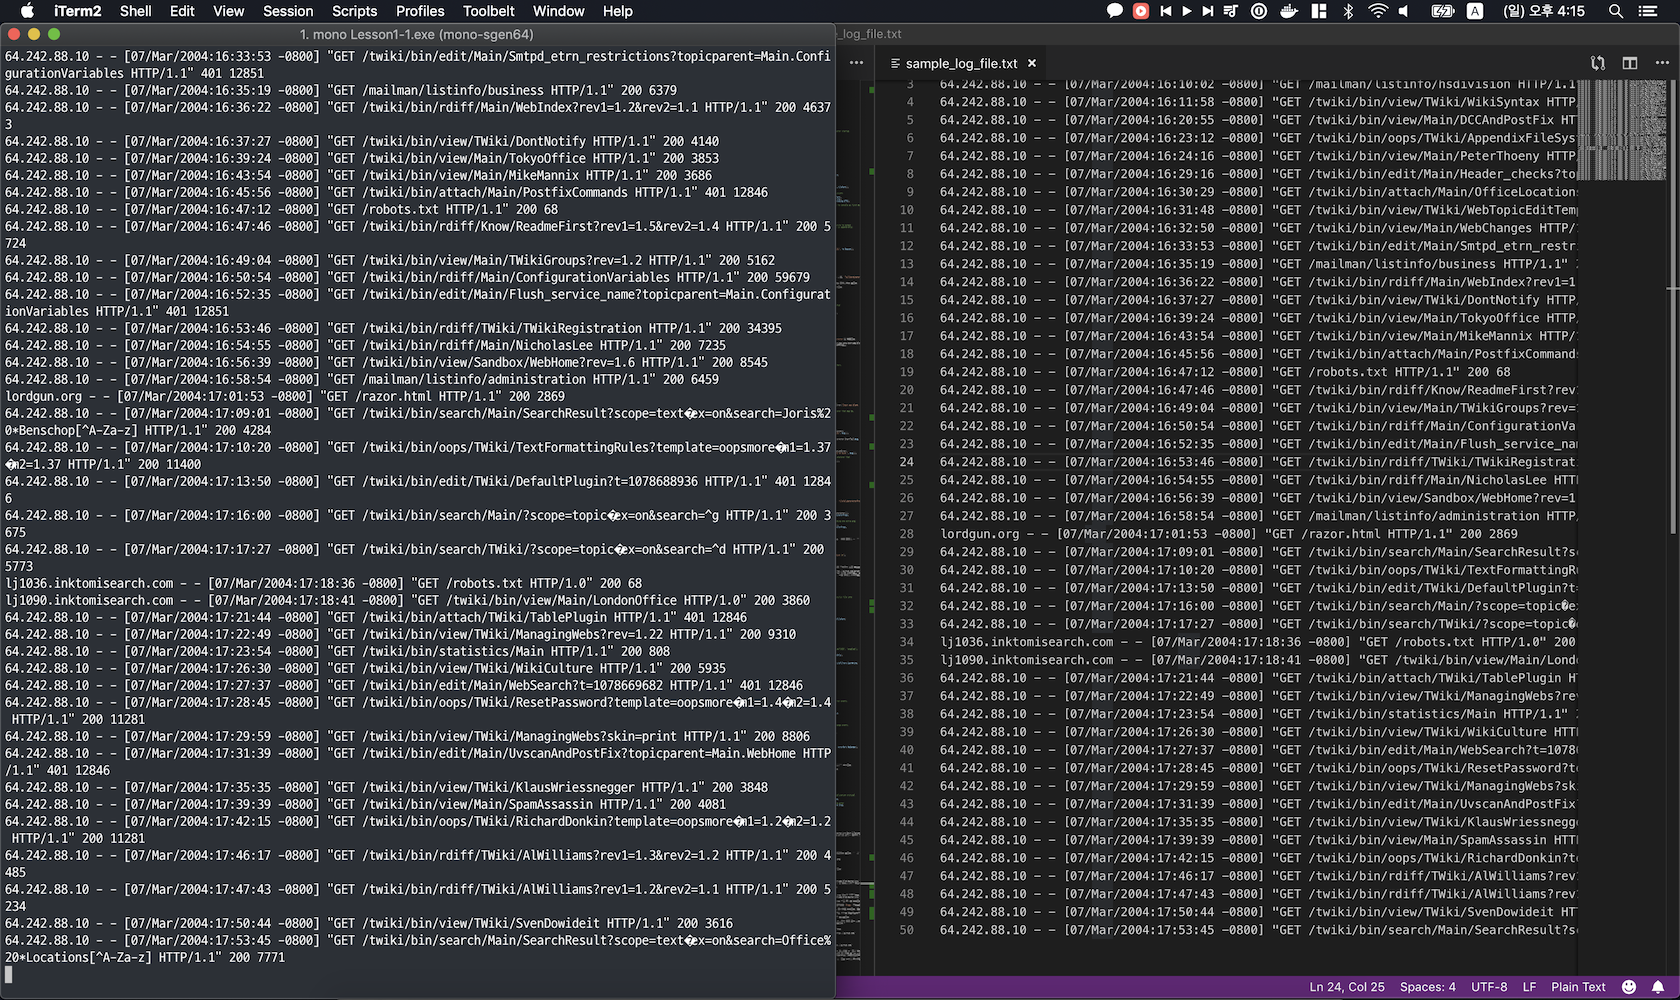 iTerm2 Shell Edit View Session Scripts Profiles Toolbelt Window Help A (일) 오후 4:15
1. mono Lesson1-1.exe (mono-sgen64)
64.242.88.10 - - [07/Mar/2004:16:33:53 -0800] "GET /twiki/bin/edit/Main/Smtpd_etrn_restrictions?topicparent=Main.Confi
gurationVariables HTTP/1.1" 401 12851
64.242.88.10 - - [07/Mar/2004:16:35:19 -0800] "GET /mailman/listinfo/business HTTP/1.1" 200 6379
64.242.88.10 - - [07/Mar/2004:16:36:22 -0800] "GET /twiki/bin/rdiff/Main/WebIndex?rev1=1.2&rev2=1.1 HTTP/1.1" 200 4637
3
64.242.88.10 - - [07/Mar/2004:16:37:27 -0800] "GET /twiki/bin/view/TWiki/DontNotify HTTP/1.1" 200 4140
64.242.88.10 - - [07/Mar/2004:16:39:24 -0800] "GET /twiki/bin/view/Main/TokyoOffice HTTP/1.1" 200 3853
64.242.88.10 - - [07/Mar/2004:16:43:54 -0800] "GET /twiki/bin/view/Main/MikeMannix HTTP/1.1" 200 3686
64.242.88.10 - - [07/Mar/2004:16:45:56 -0800] "GET /twiki/bin/attach/Main/PostfixCommands HTTP/1.1" 401 12846
64.242.88.10 - - [07/Mar/2004:16:47:12 -0800] "GET /robots.txt HTTP/1.1" 200 68
64.242.88.10 - - [07/Mar/2004:16:47:46 -0800] "GET /twiki/bin/rdiff/Know/ReadmeFirst?rev1=1.5&rev2=1.4 HTTP/1.1" 200 5
724
64.242.88.10 - - [07/Mar/2004:16:49:04 -0800] "GET /twiki/bin/view/Main/TWikiGroups?rev=1.2 HTTP/1.1" 200 5162
64.242.88.10 - - [07/Mar/2004:16:50:54 -0800] "GET /twiki/bin/rdiff/Main/ConfigurationVariables HTTP/1.1" 200 59679
64.242.88.10 - - [07/Mar/2004:16:52:35 -0800] "GET /twiki/bin/edit/Main/Flush_service_name?topicparent=Main.Configurat
ionVariables HTTP/1.1" 401 12851
64.242.88.10 - - [07/Mar/2004:16:53:46 -0800] "GET /twiki/bin/rdiff/TWiki/TWikiRegistration HTTP/1.1" 200 34395
64.242.88.10 - - [07/Mar/2004:16:54:55 -0800] "GET /twiki/bin/rdiff/Main/NicholasLee HTTP/1.1" 200 7235
64.242.88.10 - - [07/Mar/2004:16:56:39 -0800] "GET /twiki/bin/view/Sandbox/WebHome?rev=1.6 HTTP/1.1" 200 8545
64.242.88.10 - - [07/Mar/2004:16:58:54 -0800] "GET /mailman/listinfo/administration HTTP/1.1" 200 6459
lordgun.org - - [07/Mar/2004:17:01:53 -0800] "GET /razor.html HTTP/1.1" 200 2869
64.242.88.10 - - [07/Mar/2004:17:09:01 -0800] "GET /twiki/bin/search/Main/SearchResult?scope=text�ex=on&search=Joris%2
0*Benschop[^A-Za-z] HTTP/1.1" 200 4284
64.242.88.10 - - [07/Mar/2004:17:10:20 -0800] "GET /twiki/bin/oops/TWiki/TextFormattingRules?template=oopsmore�m1=1.37
�m2=1.37 HTTP/1.1" 200 11400
64.242.88.10 - - [07/Mar/2004:17:13:50 -0800] "GET /twiki/bin/edit/TWiki/DefaultPlugin?t=1078688936 HTTP/1.1" 401 1284
6
64.242.88.10 - - [07/Mar/2004:17:16:00 -0800] "GET /twiki/bin/search/Main/?scope=topic�ex=on&search=^g HTTP/1.1" 200 3
675
64.242.88.10 - - [07/Mar/2004:17:17:27 -0800] "GET /twiki/bin/search/TWiki/?scope=topic�ex=on&search=^d HTTP/1.1" 200
5773
lj1036.inktomisearch.com - - [07/Mar/2004:17:18:36 -0800] "GET /robots.txt HTTP/1.0" 200 68
lj1090.inktomisearch.com - - [07/Mar/2004:17:18:41 -0800] "GET /twiki/bin/view/Main/LondonOffice HTTP/1.0" 200 3860
64.242.88.10 - - [07/Mar/2004:17:21:44 -0800] "GET /twiki/bin/attach/TWiki/TablePlugin HTTP/1.1" 401 12846
64.242.88.10 - - [07/Mar/2004:17:22:49 -0800] "GET /twiki/bin/view/TWiki/ManagingWebs?rev=1.22 HTTP/1.1" 200 9310
64.242.88.10 - - [07/Mar/2004:17:23:54 -0800] "GET /twiki/bin/statistics/Main HTTP/1.1" 200 808
64.242.88.10 - - [07/Mar/2004:17:26:30 -0800] "GET /twiki/bin/view/TWiki/WikiCulture HTTP/1.1" 200 5935
64.242.88.10 - - [07/Mar/2004:17:27:37 -0800] "GET /twiki/bin/edit/Main/WebSearch?t=1078669682 HTTP/1.1" 401 12846
64.242.88.10 - - [07/Mar/2004:17:28:45 -0800] "GET /twiki/bin/oops/TWiki/ResetPassword?template=oopsmore�m1=1.4�m2=1.4
HTTP/1.1" 200 11281
64.242.88.10 - - [07/Mar/2004:17:29:59 -0800] "GET /twiki/bin/view/TWiki/ManagingWebs?skin=print HTTP/1.1" 200 8806
64.242.88.10 - - [07/Mar/2004:17:31:39 -0800] "GET /twiki/bin/edit/Main/UvscanAndPostFix?topicparent=Main.WebHome HTTP
/1.1" 401 12846
64.242.88.10 - - [07/Mar/2004:17:35:35 -0800] "GET /twiki/bin/view/TWiki/KlausWriessnegger HTTP/1.1" 200 3848
64.242.88.10 - - [07/Mar/2004:17:39:39 -0800] "GET /twiki/bin/view/Main/SpamAssassin HTTP/1.1" 200 4081
64.242.88.10 - - [07/Mar/2004:17:42:15 -0800] "GET /twiki/bin/oops/TWiki/RichardDonkin?template=oopsmore�m1=1.2�m2=1.2
HTTP/1.1" 200 11281
64.242.88.10 - - [07/Mar/2004:17:46:17 -0800] "GET /twiki/bin/rdiff/TWiki/AlWilliams?rev1=1.3&rev2=1.2 HTTP/1.1" 200 4
485
64.242.88.10 - - [07/Mar/2004:17:47:43 -0800] "GET /twiki/bin/rdiff/TWiki/AlWilliams?rev1=1.2&rev2=1.1 HTTP/1.1" 200 5
234
64.242.88.10 - - [07/Mar/2004:17:50:44 -0800] "GET /twiki/bin/view/TWiki/SvenDowideit HTTP/1.1" 200 3616
64.242.88.10 - - [07/Mar/2004:17:53:45 -0800] "GET /twiki/bin/search/Main/SearchResult?scope=text�ex=on&search=Office%
20*Locations[^A-Za-z] HTTP/1.1" 200 7771
_log_file.txt
sample_log_file.txt
3 64.242.88.10 - - [07/Mar/2004:16:10:02 -0800] "GET /mailman/listinfo/hsdivision HTTP/1.1
4 64.242.88.10 - - [07/Mar/2004:16:11:58 -0800] "GET /twiki/bin/view/TWiki/WikiSyntax HTTP/
5 64.242.88.10 - - [07/Mar/2004:16:20:55 -0800] "GET /twiki/bin/view/Main/DCCAndPostFix HT
6 64.242.88.10 - - [07/Mar/2004:16:23:12 -0800] "GET /twiki/bin/oops/TWiki/AppendixFileSys
7 64.242.88.10 - - [07/Mar/2004:16:24:16 -0800] "GET /twiki/bin/view/Main/PeterThoeny HTTP/
8 64.242.88.10 - - [07/Mar/2004:16:29:16 -0800] "GET /twiki/bin/edit/Main/Header_checks?to
9 64.242.88.10 - - [07/Mar/2004:16:30:29 -0800] "GET /twiki/bin/attach/Main/OfficeLocation
10 64.242.88.10 - - [07/Mar/2004:16:31:48 -0800] "GET /twiki/bin/view/TWiki/WebTopicEditTem
11 64.242.88.10 - - [07/Mar/2004:16:32:50 -0800] "GET /twiki/bin/view/Main/WebChanges HTTP/
12 64.242.88.10 - - [07/Mar/2004:16:33:53 -0800] "GET /twiki/bin/edit/Main/Smtpd_etrn_restr
13 64.242.88.10 - - [07/Mar/2004:16:35:19 -0800] "GET /mailman/listinfo/business HTTP/1.1"
14 64.242.88.10 - - [07/Mar/2004:16:36:22 -0800] "GET /twiki/bin/rdiff/Main/WebIndex?rev1=1
15 64.242.88.10 - - [07/Mar/2004:16:37:27 -0800] "GET /twiki/bin/view/TWiki/DontNotify HTTP
16 64.242.88.10 - - [07/Mar/2004:16:39:24 -0800] "GET /twiki/bin/view/Main/TokyoOffice HTTP
17 64.242.88.10 - - [07/Mar/2004:16:43:54 -0800] "GET /twiki/bin/view/Main/MikeMannix HTTP/
18 64.242.88.10 - - [07/Mar/2004:16:45:56 -0800] "GET /twiki/bin/attach/Main/PostfixCommand
19 64.242.88.10 - - [07/Mar/2004:16:47:12 -0800] "GET /robots.txt HTTP/1.1" 200 68
20 64.242.88.10 - - [07/Mar/2004:16:47:46 -0800] "GET /twiki/bin/rdiff/Know/ReadmeFirst?rev
21 64.242.88.10 - - [07/Mar/2004:16:49:04 -0800] "GET /twiki/bin/view/Main/TWikiGroups?rev=
22 64.242.88.10 - - [07/Mar/2004:16:50:54 -0800] "GET /twiki/bin/rdiff/Main/ConfigurationVa
23 64.242.88.10 - - [07/Mar/2004:16:52:35 -0800] "GET /twiki/bin/edit/Main/Flush_service_na
24 64.242.88.10 - - [07/Mar/2004:16:53:46 -0800] "GET /twiki/bin/rdiff/TWiki/TWikiRegistrat
25 64.242.88.10 - - [07/Mar/2004:16:54:55 -0800] "GET /twiki/bin/rdiff/Main/NicholasLee HTT
26 64.242.88.10 - - [07/Mar/2004:16:56:39 -0800] "GET /twiki/bin/view/Sandbox/WebHome?rev=1
27 64.242.88.10 - - [07/Mar/2004:16:58:54 -0800] "GET /mailman/listinfo/administration HTTP
28 lordgun.org - - [07/Mar/2004:17:01:53 -0800] "GET /razor.html HTTP/1.1" 200 2869
29 64.242.88.10 - - [07/Mar/2004:17:09:01 -0800] "GET /twiki/bin/search/Main/SearchResult?s
30 64.242.88.10 - - [07/Mar/2004:17:10:20 -0800] "GET /twiki/bin/oops/TWiki/TextFormattingR
31 64.242.88.10 - - [07/Mar/2004:17:13:50 -0800] "GET /twiki/bin/edit/TWiki/DefaultPlugin?t
32 64.242.88.10 - - [07/Mar/2004:17:16:00 -0800] "GET /twiki/bin/search/Main/?scope=topic�ex
33 64.242.88.10 - - [07/Mar/2004:17:17:27 -0800] "GET /twiki/bin/search/TWiki/?scope=topic�
34 lj1036.inktomisearch.com - - [07/Mar/2004:17:18:36 -0800] "GET /robots.txt HTTP/1.0" 200
35 lj1090.inktomisearch.com - - [07/Mar/2004:17:18:41 -0800] "GET /twiki/bin/view/Main/Lond
36 64.242.88.10 - - [07/Mar/2004:17:21:44 -0800] "GET /twiki/bin/attach/TWiki/TablePlugin H
37 64.242.88.10 - - [07/Mar/2004:17:22:49 -0800] "GET /twiki/bin/view/TWiki/ManagingWebs?rev
38 64.242.88.10 - - [07/Mar/2004:17:23:54 -0800] "GET /twiki/bin/statistics/Main HTTP/1.1"
39 64.242.88.10 - - [07/Mar/2004:17:26:30 -0800] "GET /twiki/bin/view/TWiki/WikiCulture HTT
40 64.242.88.10 - - [07/Mar/2004:17:27:37 -0800] "GET /twiki/bin/edit/Main/WebSearch?t=1078
41 64.242.88.10 - - [07/Mar/2004:17:28:45 -0800] "GET /twiki/bin/oops/TWiki/ResetPassword?t
42 64.242.88.10 - - [07/Mar/2004:17:29:59 -0800] "GET /twiki/bin/view/TWiki/ManagingWebs?sk
43 64.242.88.10 - - [07/Mar/2004:17:31:39 -0800] "GET /twiki/bin/edit/Main/UvscanAndPostFix
44 64.242.88.10 - - [07/Mar/2004:17:35:35 -0800] "GET /twiki/bin/view/TWiki/KlausWriessnegg
45 64.242.88.10 - - [07/Mar/2004:17:39:39 -0800] "GET /twiki/bin/view/Main/SpamAssassin HTT
46 64.242.88.10 - - [07/Mar/2004:17:42:15 -0800] "GET /twiki/bin/oops/TWiki/RichardDonkin?t
47 64.242.88.10 - - [07/Mar/2004:17:46:17 -0800] "GET /twiki/bin/rdiff/TWiki/AlWilliams?rev
48 64.242.88.10 - - [07/Mar/2004:17:47:43 -0800] "GET /twiki/bin/rdiff/TWiki/AlWilliams?rev
49 64.242.88.10 - - [07/Mar/2004:17:50:44 -0800] "GET /twiki/bin/view/TWiki/SvenDowideit HT
50 64.242.88.10 - - [07/Mar/2004:17:53:45 -0800] "GET /twiki/bin/search/Main/SearchResult?s
Ln 24, Col 25 Spaces: 4 UTF-8 LF Plain Text